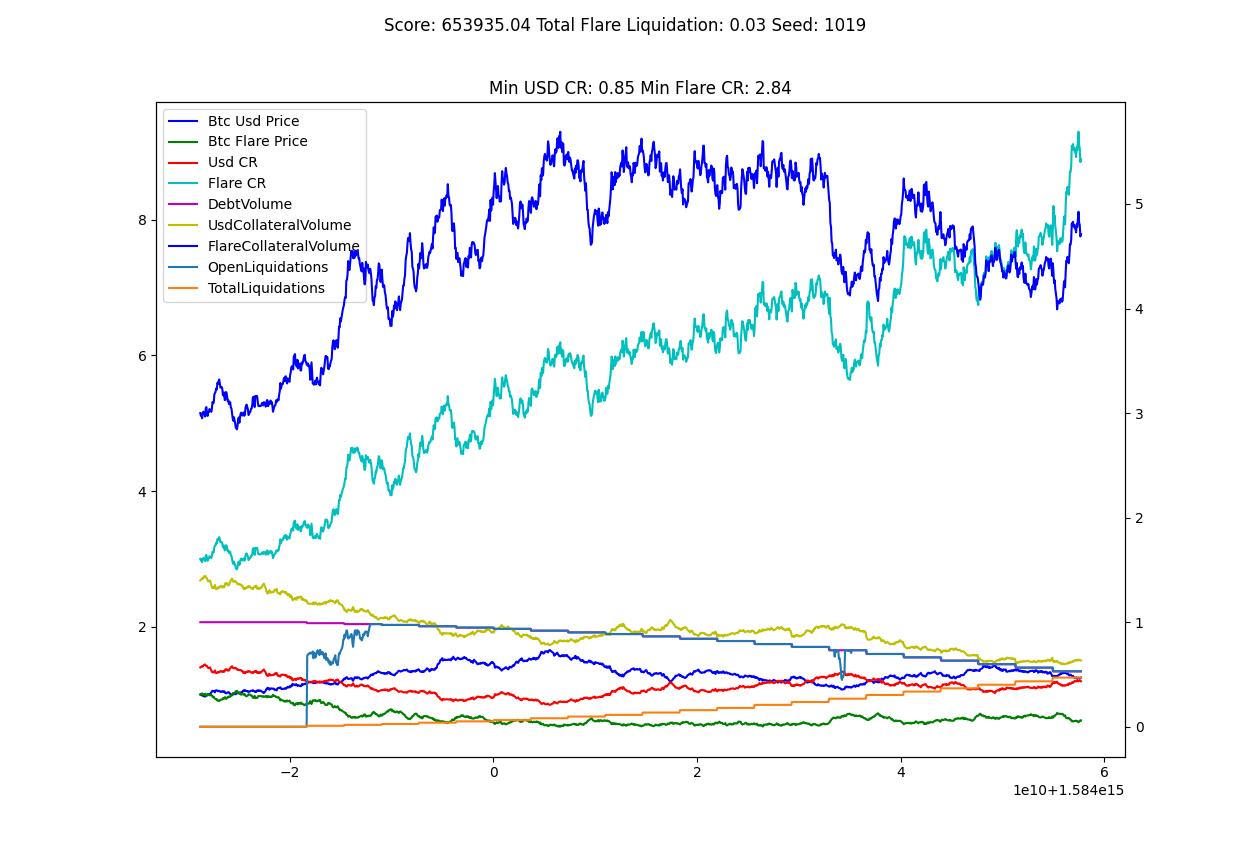 Score: 653935.04 Total Flare Liquidation: 0.03 Seed: 1019
Min USD CR: 0.85 Min Flare CR: 2.84
Btc Usd Price
Btc Flare Price
Usd CR
Flare CR
DebtVolume
UsdCollateralVolume
FlareCollateralVolume
OpenLiquidations
TotalLiquidations
8
6
4
2
5
4
3
2
1
0
−2
0
2
4
6
1e10+1.584e15